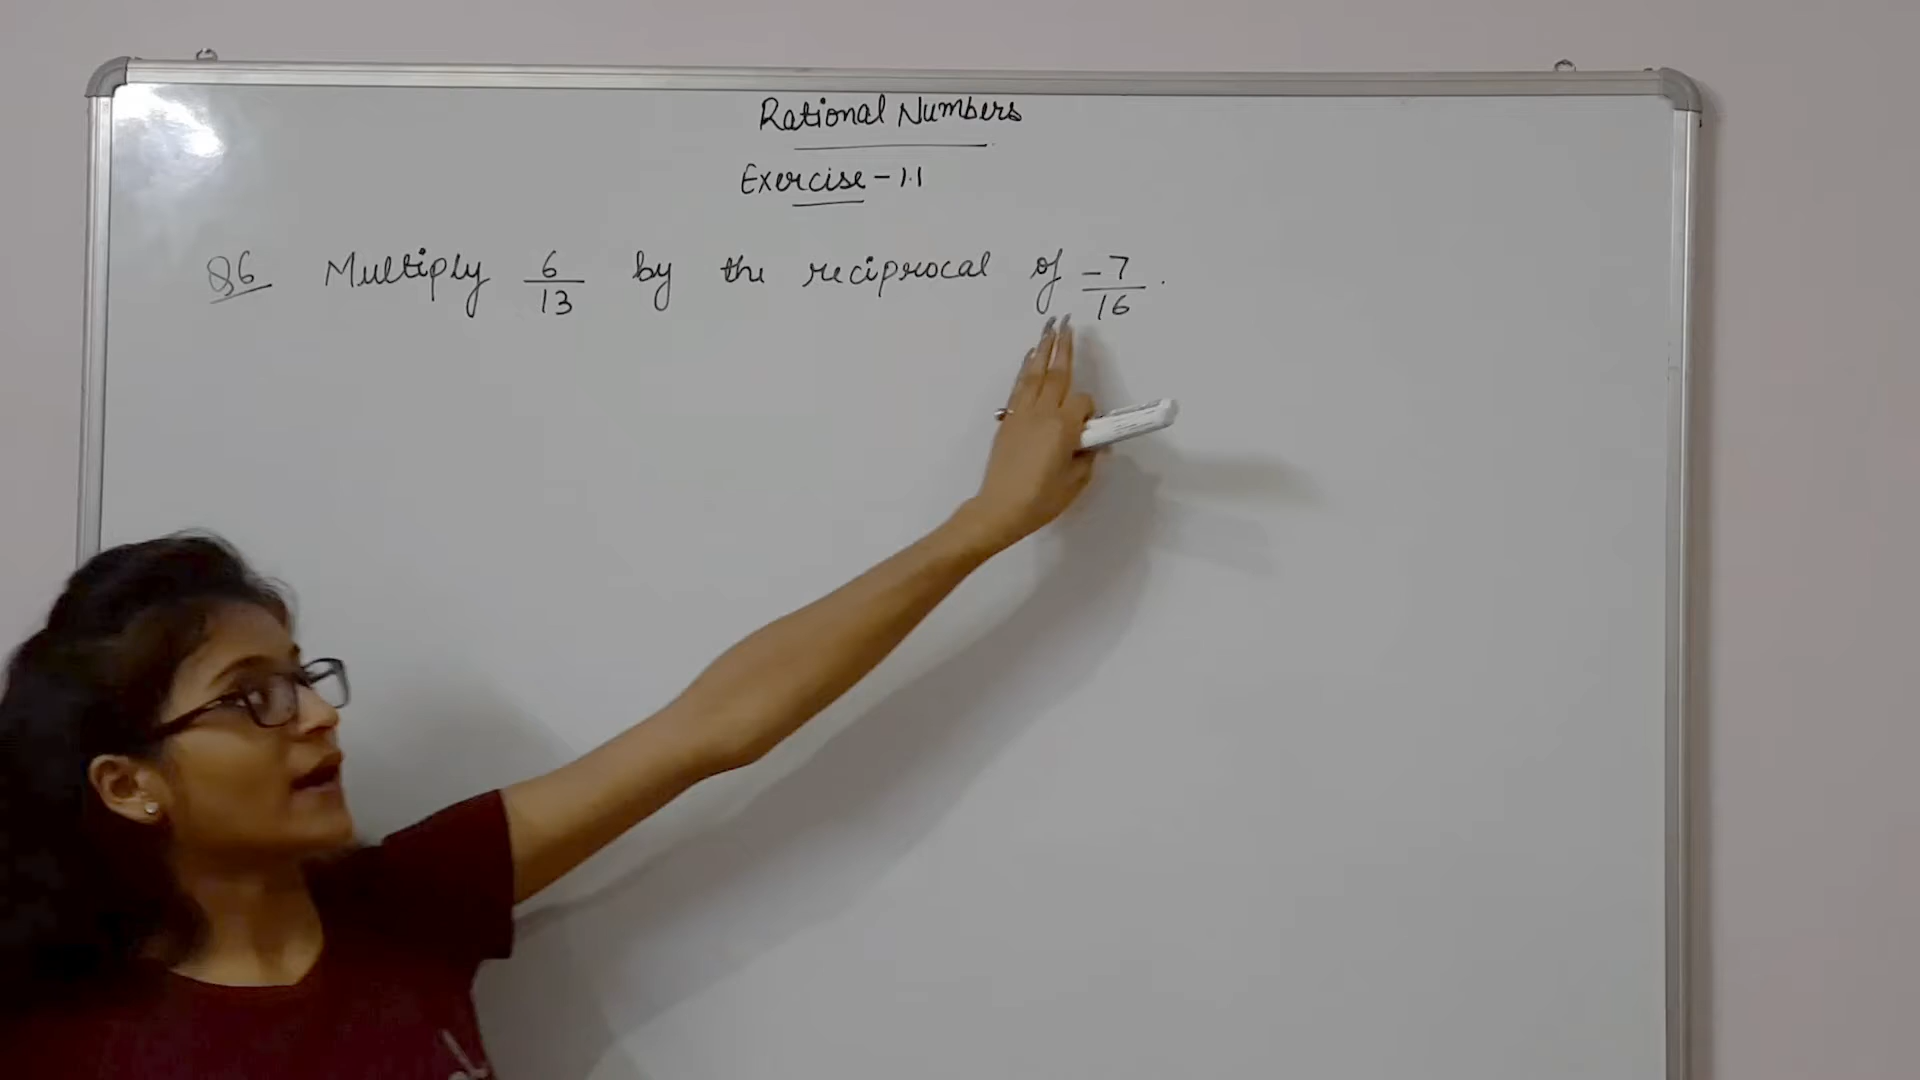 Rational Numbers
Exercise - 1.1
Q6 Multiply 6/13 by the reciprocal of -7/16.